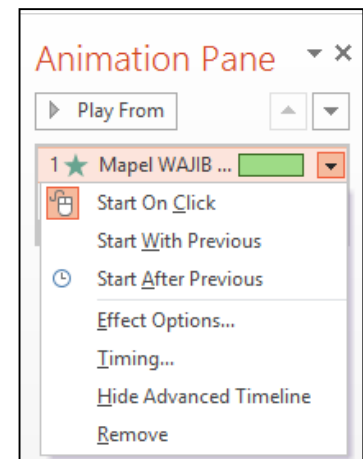 Animation Pane
Play From
1 Mapel WAJIB ...
Start On Click
Start With Previous
Start After Previous
Effect Options...
Timing...
Hide Advanced Timeline
Remove